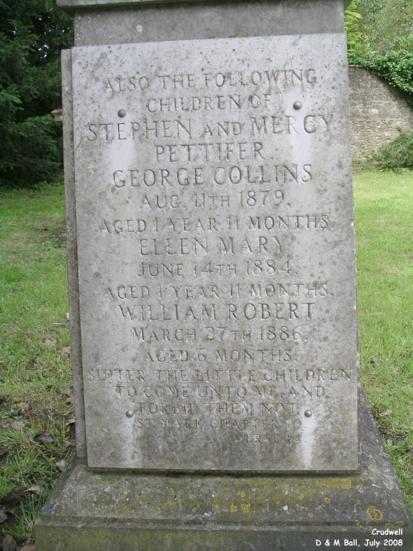 ALSO THE FOLLOWING
CHILDREN OF
STEPHEN AND MERCY
PETTIFER.
GEORGE COLLINS
AUG. 11TH 1879.
AGED 1 YEAR 11 MONTHS.
ELLEN MARY
JUNE 14TH 1884.
AGED 1 YEAR 11 MONTHS.
WILLIAM ROBERT
MARCH 27TH 1886.
AGED 6 MONTHS.
SUFFER THE LITTLE CHILDREN
TO COME UNTO ME, AND
FORBID THEM NOT.
ST MARK CHAPTER
VERSE
Crudwell
D & M Ball, July 2008